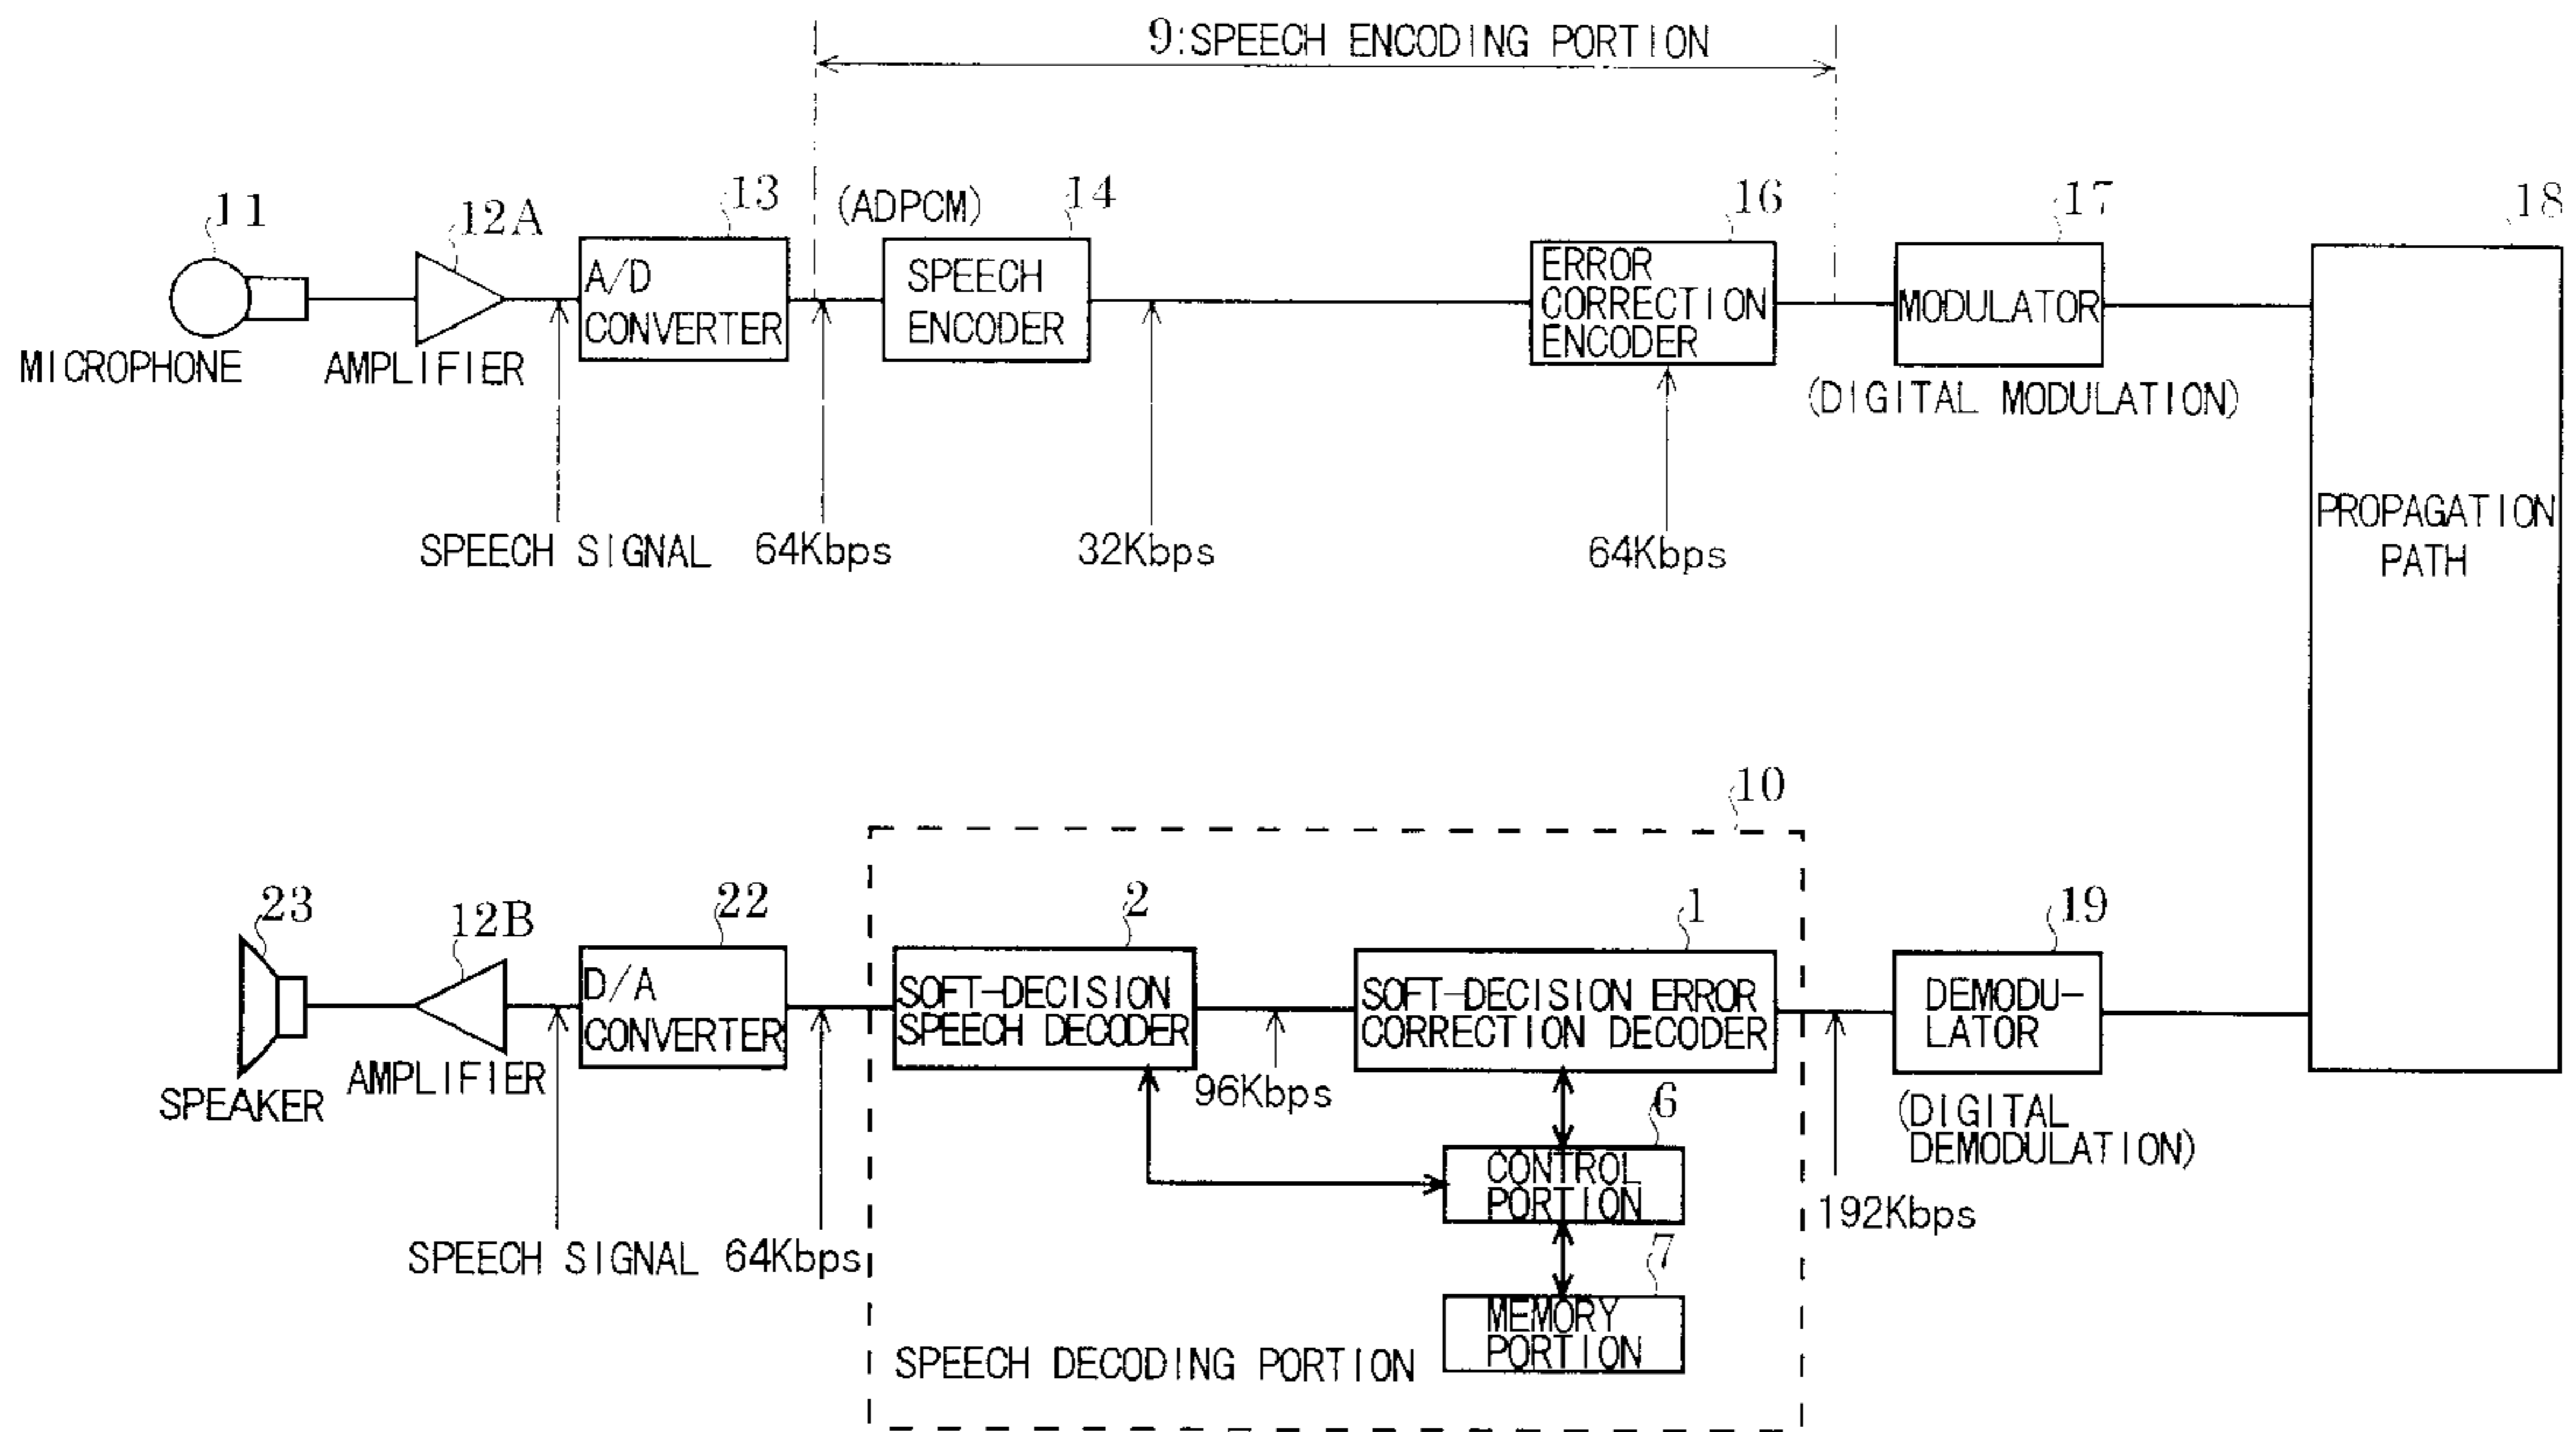 9:SPEECH ENCODING PORTION
11
12A
13
(ADPCM)
14
16
17
18
A/D
CONVERTER
SPEECH
ENCODER
ERROR
CORRECTION
ENCODER
MODULATOR
MICROPHONE
AMPLIFIER
(DIGITAL MODULATION)
PROPAGATION
PATH
SPEECH SIGNAL
64Kbps
32Kbps
64Kbps
10
23
12B
22
2
1
19
D/A
CONVERTER
SOFT-DECISION
SPEECH DECODER
SOFT-DECISION ERROR
CORRECTION DECODER
DEMODU-
LATOR
SPEAKER
AMPLIFIER
96Kbps
6
(DIGITAL
DEMODULATION)
CONTROL
PORTION
192Kbps
SPEECH SIGNAL
64Kbps
7
MEMORY
PORTION
SPEECH DECODING PORTION